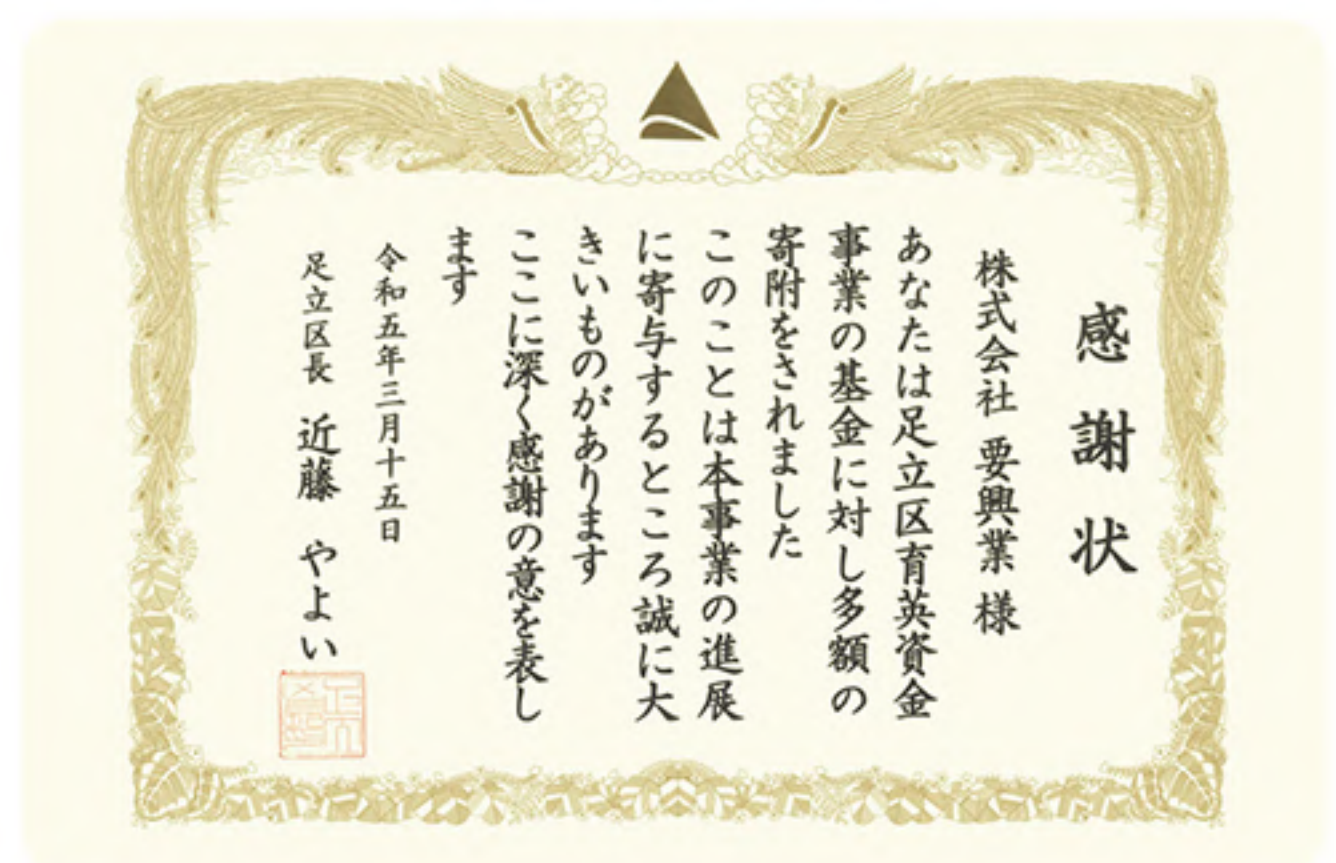 感謝状
株式会社 要興業 様
あなたは足立区育英資金
事業の基金に対し多額の
寄附をされました
このことは本事業の進展
に寄与するところ誠に大
きいものがあります
ここに深く感謝の意を表し
ます
令和五年三月十五日
足立区長 近藤 やよい